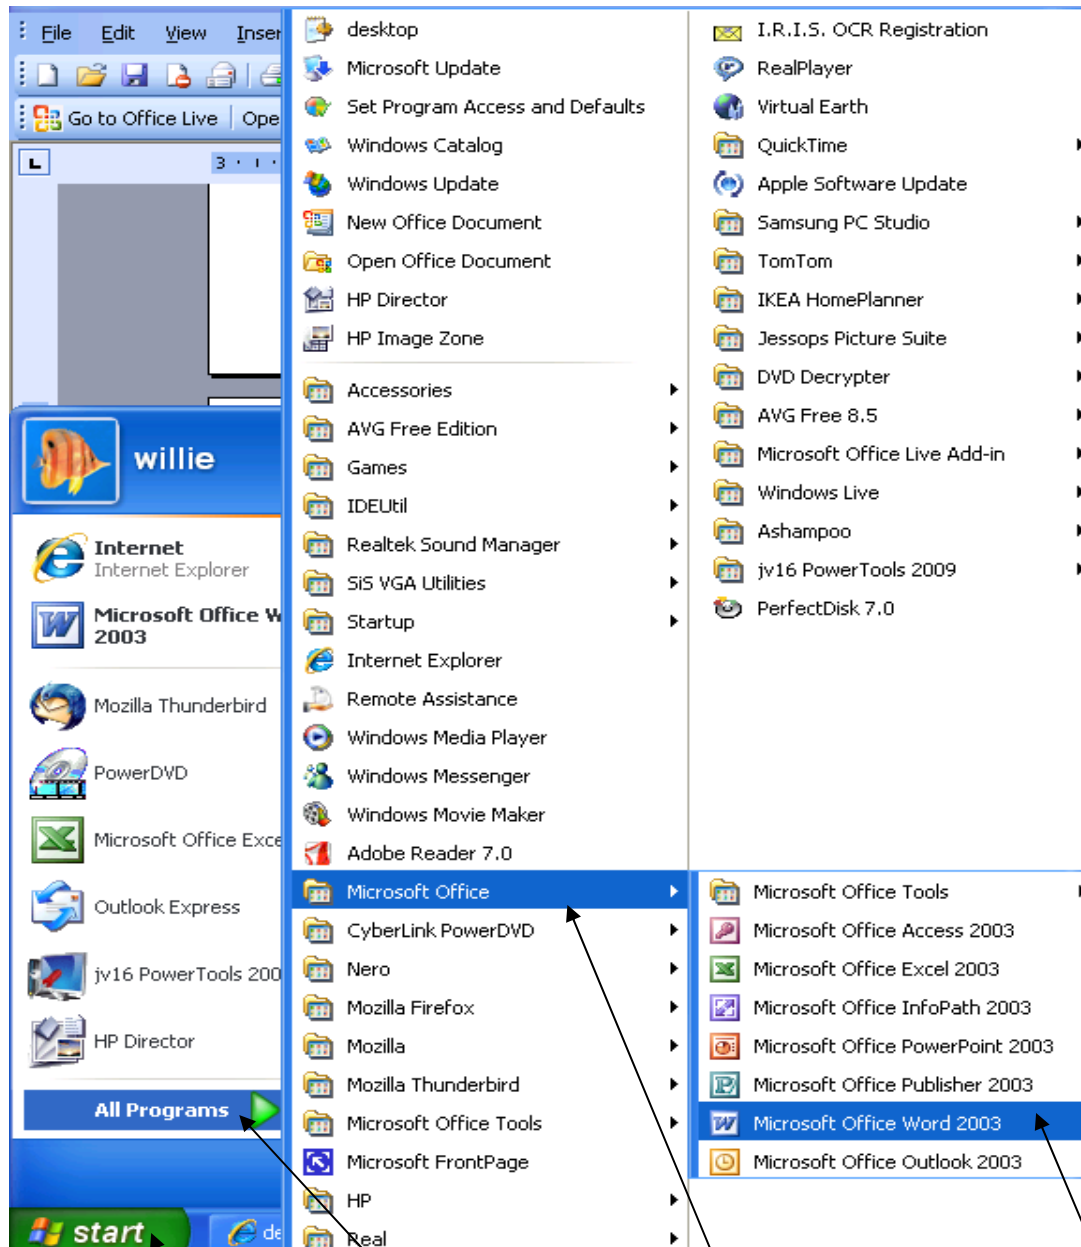 File Edit View Inser
Go to Office Live Ope
L
3
willie
Internet
Internet Explorer
Microsoft Office W
2003
Mozilla Thunderbird
PowerDVD
Microsoft Office Exce
Outlook Express
jv16 PowerTools 200
HP Director
All Programs
start
de
desktop
Microsoft Update
Set Program Access and Defaults
Windows Catalog
Windows Update
New Office Document
Open Office Document
HP Director
HP Image Zone
Accessories
AVG Free Edition
Games
IDEUtil
Realtek Sound Manager
SiS VGA Utilities
Startup
Internet Explorer
Remote Assistance
Windows Media Player
Windows Messenger
Windows Movie Maker
Adobe Reader 7.0
Microsoft Office
CyberLink PowerDVD
Nero
Mozilla Firefox
Mozilla
Mozilla Thunderbird
Microsoft Office Tools
Microsoft FrontPage
HP
Real
I.R.I.S. OCR Registration
RealPlayer
Virtual Earth
QuickTime
Apple Software Update
Samsung PC Studio
TomTom
IKEA HomePlanner
Jessops Picture Suite
DVD Decrypter
AVG Free 8.5
Microsoft Office Live Add-in
Windows Live
Ashampoo
jv16 PowerTools 2009
PerfectDisk 7.0
Microsoft Office Tools
Microsoft Office Access 2003
Microsoft Office Excel 2003
Microsoft Office InfoPath 2003
Microsoft Office PowerPoint 2003
Microsoft Office Publisher 2003
Microsoft Office Word 2003
Microsoft Office Outlook 2003